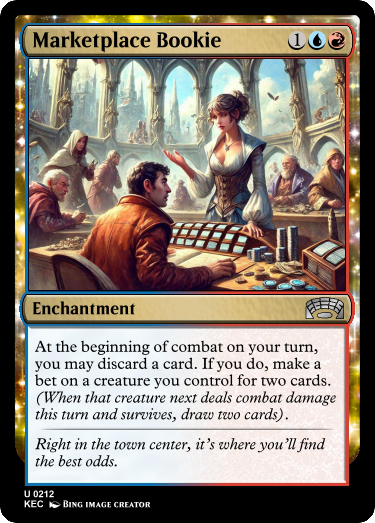 Marketplace Bookie 1
Enchantment
At the beginning of combat on your turn,
you may discard a card. If you do, make a
bet on a creature you control for two cards.
(When that creature next deals combat damage
this turn and survives, draw two cards).
Right in the town center, it's where you'll find
the best odds.
U 0212
KEC Bing image creator